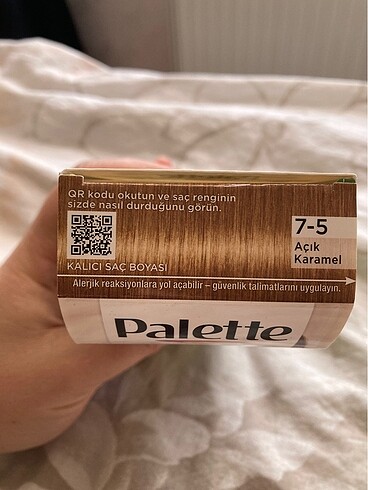 QR kodu okutun ve saç renginin
sizde nasıl durduğunu görün.
7-5
Açık
Karamel
KALICI SAÇ BOYASI
Alerjik reaksiyonlara yol açabilir – güvenlik talimatlarını uygulayın.
Palette